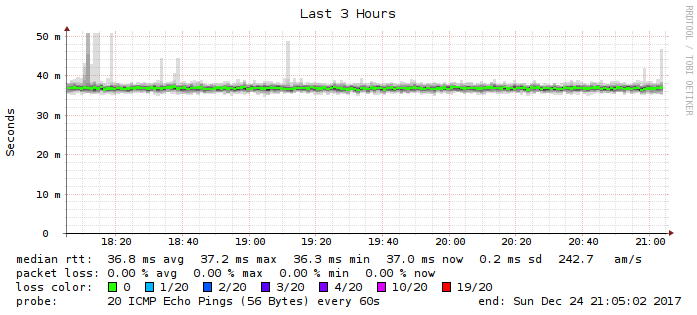 Last 3 Hours
RRDTOOL / TOBI OETIKER
Seconds
50 m
40 m
30 m
20 m
10 m
0
18:20 18:40 19:00 19:20 19:40 20:00 20:20 20:40 21:00
median rtt: 36.8 ms avg 37.2 ms max 36.3 ms min 37.0 ms now 0.2 ms sd 242.7 am/s
packet loss: 0.00 % avg 0.00 % max 0.00 % min 0.00 % now
loss color: 0 1/20 2/20 3/20 4/20 10/20 19/20
probe: 20 ICMP Echo Pings (56 Bytes) every 60s end: Sun Dec 24 21:05:02 2017